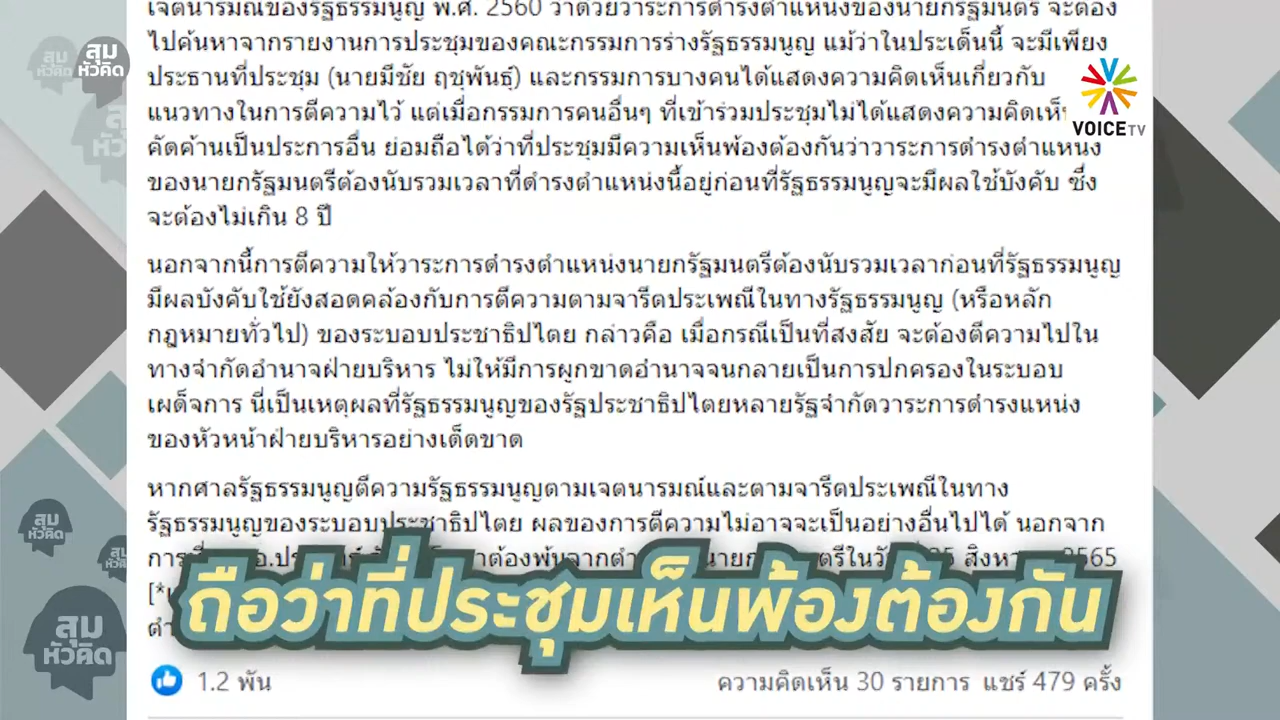 เจตนารมณ์ของรัฐธรรมนูญ พ.ศ. 2560 ว่าด้วยวาระการดำรงตำแหน่งของนายกรัฐมนตรี จะต้อง
ไปค้นหาจากรายงานการประชุมของคณะกรรมการร่างรัฐธรรมนูญ แม้ว่าในประเด็นนี้ จะมีเพียง
ประธานที่ประชุม (นายมีชัย ฤชุพันธุ์) และกรรมการบางคนได้แสดงความคิดเห็นเกี่ยวกับ
แนวทางในการตีความไว้ แต่เมื่อกรรมการคนอื่นๆ ที่เข้าร่วมประชุมไม่ได้แสดงความคิดเห็น
คัดค้านเป็นประการอื่น ย่อมถือได้ว่าที่ประชุมมีความเห็นพ้องต้องกันว่าวาระการดำรงตำแหน่ง
ของนายกรัฐมนตรีต้องนับรวมเวลาที่ดำรงตำแหน่งนี้อยู่ก่อนที่รัฐธรรมนูญจะมีผลใช้บังคับ ซึ่ง
จะต้องไม่เกิน 8 ปี
นอกจากนี้การตีความให้วาระการดำรงตำแหน่งนายกรัฐมนตรีต้องนับรวมเวลาก่อนที่รัฐธรรมนูญ
มีผลบังคับใช้ยังสอดคล้องกับการตีความตามจารีตประเพณีในทางรัฐธรรมนูญ (หรือหลัก
กฎหมายทั่วไป) ของระบอบประชาธิปไตย กล่าวคือ เมื่อกรณีเป็นที่สงสัย จะต้องตีความไปใน
ทางจำกัดอำนาจฝ่ายบริหาร ไม่ให้มีการผูกขาดอำนาจจนกลายเป็นการปกครองในระบอบ
เผด็จการ นี่เป็นเหตุผลที่รัฐธรรมนูญของรัฐประชาธิปไตยหลายรัฐจำกัดวาระการดำรงแหน่ง
ของหัวหน้าฝ่ายบริหารอย่างเด็ดขาด
หากศาลรัฐธรรมนูญตีความรัฐธรรมนูญตามเจตนารมณ์และตามจารีตประเพณีในทาง
รัฐธรรมนูญของระบอบประชาธิปไตย ผลของการตีความไม่อาจจะเป็นอย่างอื่นไปได้ นอกจาก
2565
ถือว่าที่ประชุมเห็นพ้องต้องกัน
1.2 พัน ความคิดเห็น 30 รายการ แชร์ 479 ครั้ง
VOICE TV
สุม
หัวคิด
สุม
หัวคิด
สุม
หัวคิด